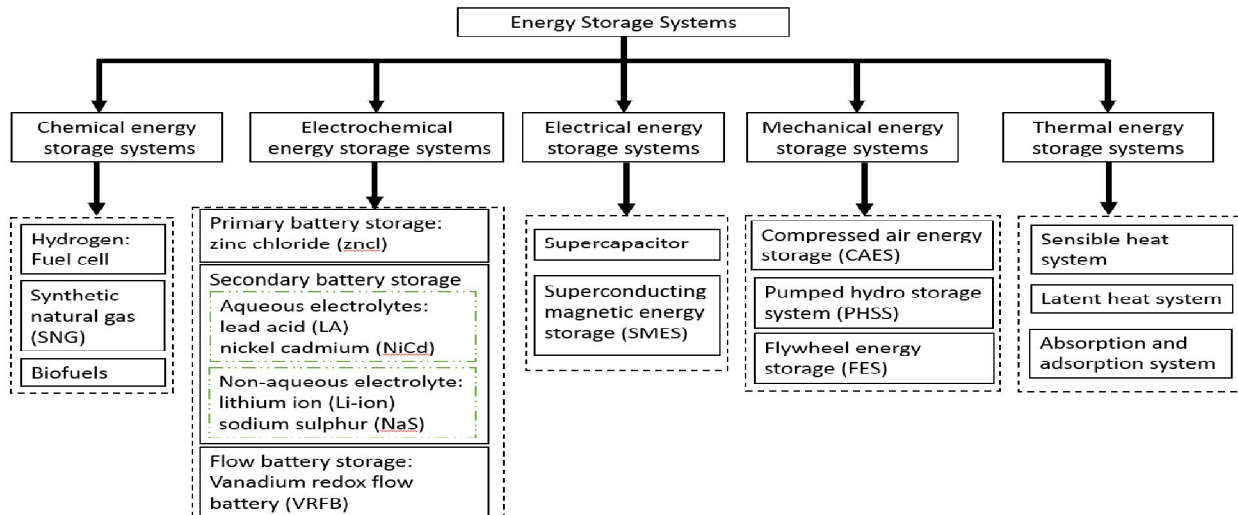 Energy Storage Systems
Chemical energy
storage systems
Electrochemical
energy storage systems
Electrical energy
storage systems
Mechanical energy
storage systems
Thermal energy
storage systems
Hydrogen:
Fuel cell
Synthetic
natural gas
(SNG)
Biofuels
Primary battery storage:
zinc chloride (zncl)
Secondary battery storage
Aqueous electrolytes:
lead acid (LA)
nickel cadmium (NiCd)
Non-aqueous electrolyte:
lithium ion (Li-ion)
sodium sulphur (NaS)
Flow battery storage:
Vanadium redox flow
battery (VRFB)
Supercapacitor
Superconducting
magnetic energy
storage (SMES)
Compressed air energy
storage (CAES)
Pumped hydro storage
system (PHSS)
Flywheel energy
storage (FES)
Sensible heat
system
Latent heat system
Absorption and
adsorption system